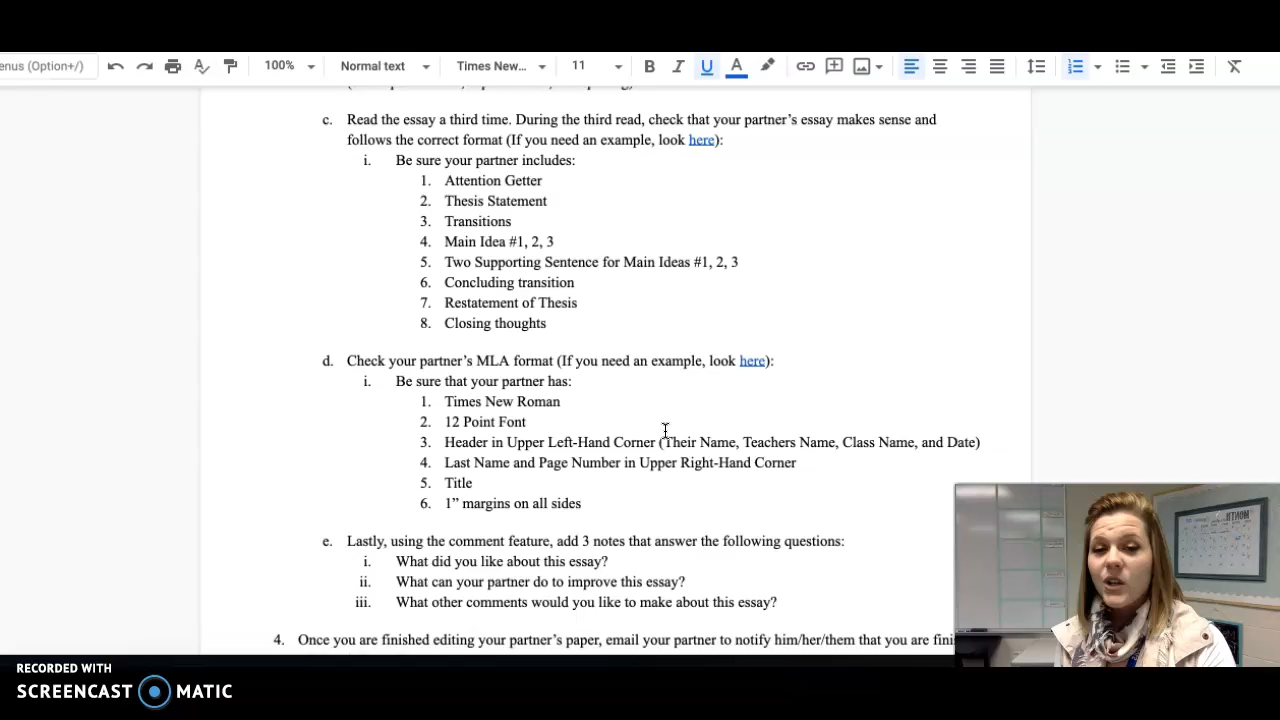 enus (Option+/)
100%
Normal text
Times New...
11
B I U A
c. Read the essay a third time. During the third read, check that your partner's essay makes sense and
follows the correct format (If you need an example, look here):
i. Be sure your partner includes:
1. Attention Getter
2. Thesis Statement
3. Transitions
4. Main Idea #1, 2, 3
5. Two Supporting Sentence for Main Ideas #1, 2, 3
6. Concluding transition
7. Restatement of Thesis
8. Closing thoughts
d. Check your partner's MLA format (If you need an example, look here):
i. Be sure that your partner has:
1. Times New Roman
2. 12 Point Font
3. Header in Upper Left-Hand Corner (Their Name, Teachers Name, Class Name, and Date)
4. Last Name and Page Number in Upper Right-Hand Corner
5. Title
6. 1” margins on all sides
e. Lastly, using the comment feature, add 3 notes that answer the following questions:
i. What did you like about this essay?
ii. What can your partner do to improve this essay?
iii. What other comments would you like to make about this essay?
4. Once you are finished editing your partner's paper, email your partner to notify him/her/them that you are fini
MONTH
RECORDED WITH
SCREENCAST MATIC